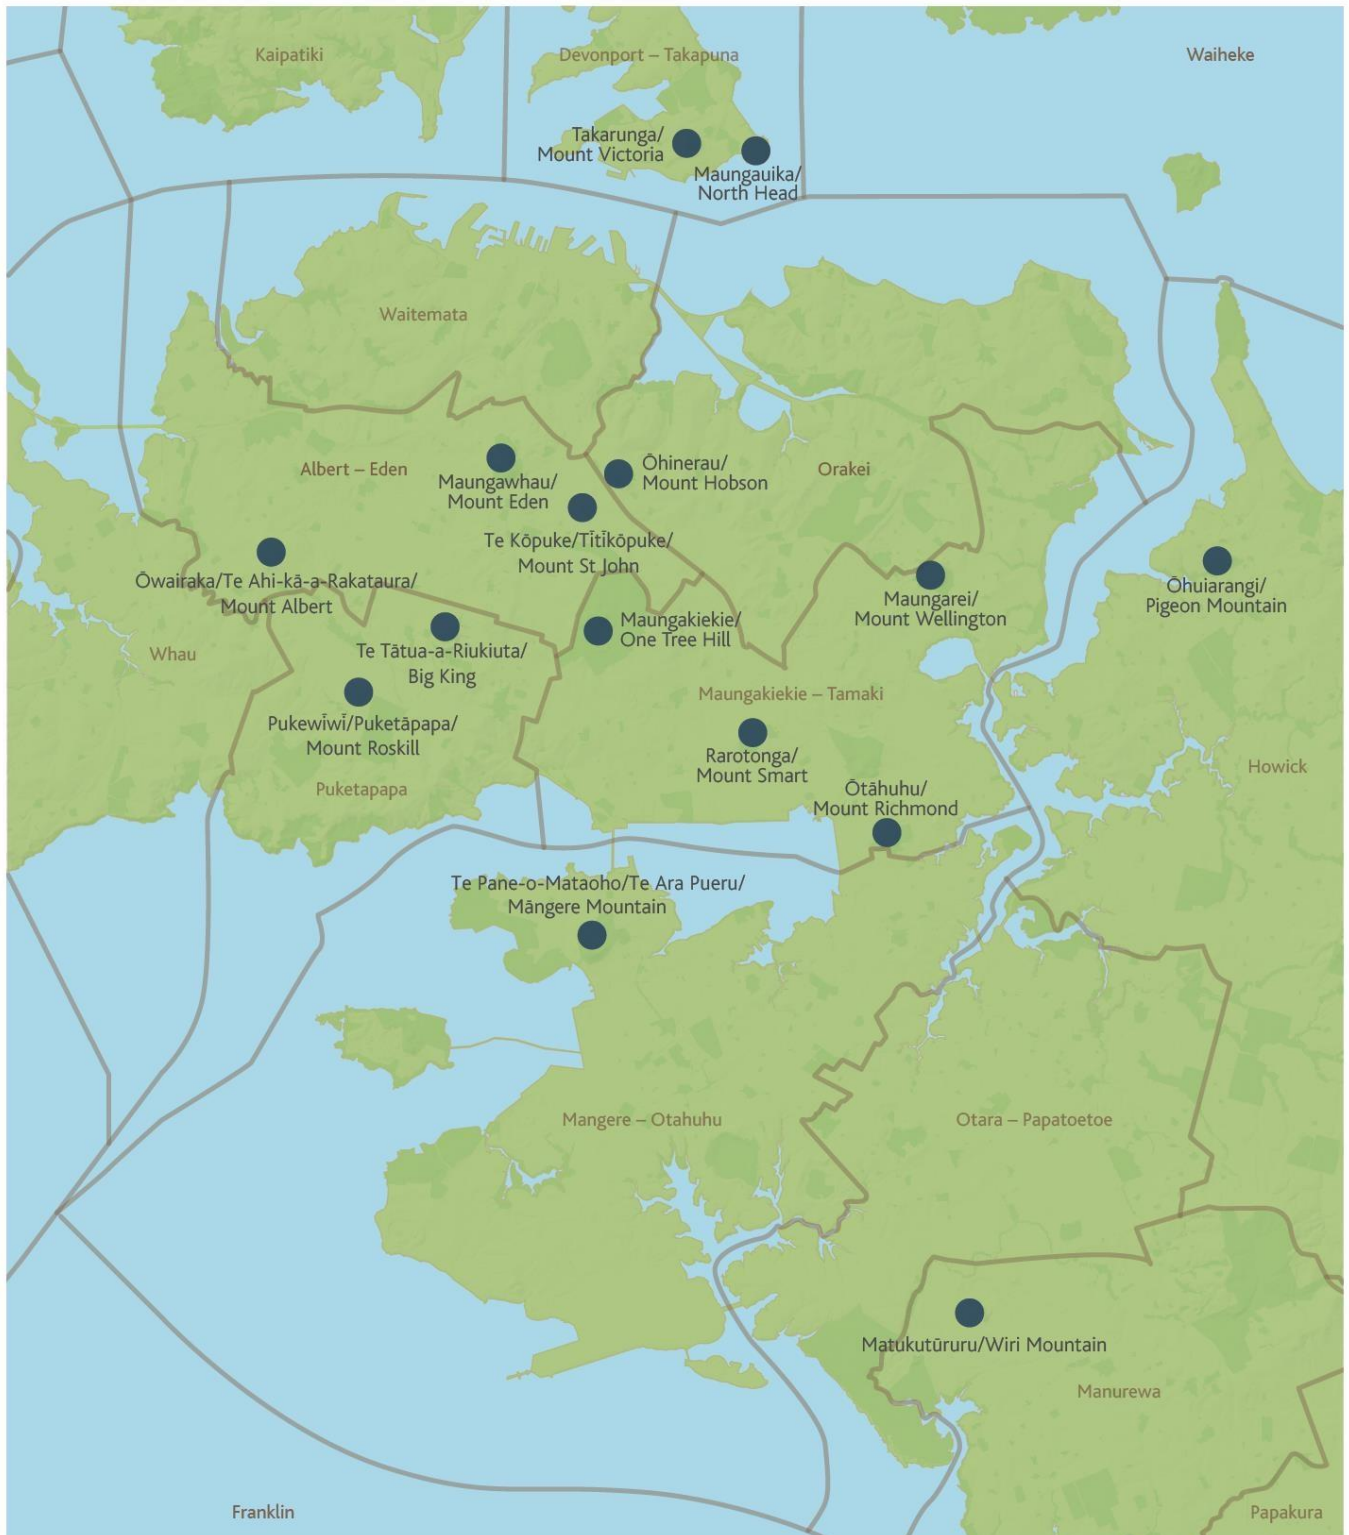 Kaipatiki
Devonport – Takapuna
Waiheke
Takarunga/
Mount Victoria
Maungauika/
North Head
Waitemata
Albert – Eden
Maungawhau/
Mount Eden
Ōhinerau/
Mount Hobson
Orakei
Te Kōpuke/Tītīkōpuke/
Mount St John
Ōwairaka/Te Ahi-kā-a-Rakataura/
Mount Albert
Maungarei/
Mount Wellington
Ōhuiarangi/
Pigeon Mountain
Maungakiekie/
One Tree Hill
Whau
Te Tātua-a-Riukiuta/
Big King
Maungakiekie – Tamaki
Pukewīwī/Puketāpapa/
Mount Roskill
Rarotonga/
Mount Smart
Howick
Puketapapa
Ōtāhuhu/
Mount Richmond
Te Pane-o-Mataoho/Te Ara Pueru/
Māngere Mountain
Mangere – Otahuhu
Otara – Papatoetoe
Matukutūruru/Wiri Mountain
Manurewa
Franklin
Papakura